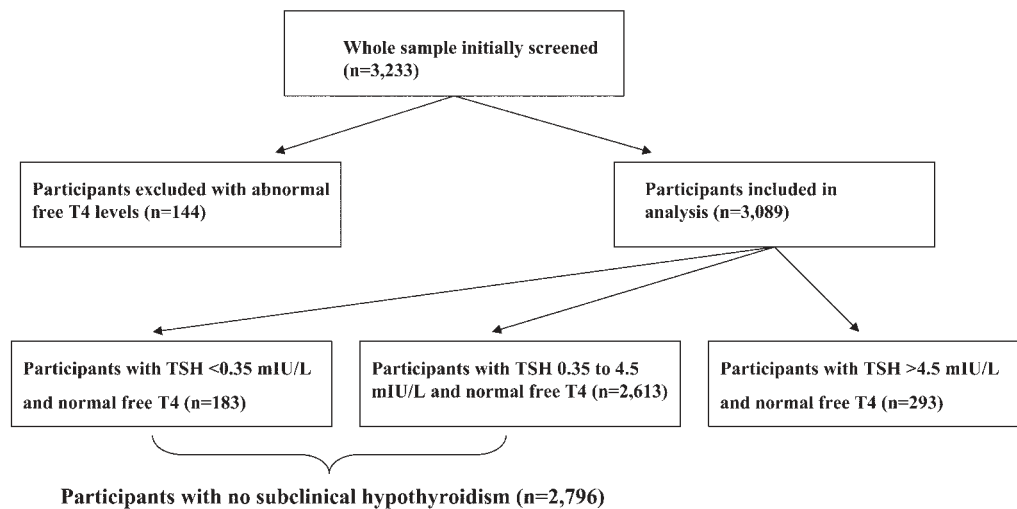 Whole sample initially screened
(n=3,233)
Participants excluded with abnormal
free T4 levels (n=144)
Participants included in
analysis (n=3,089)
Participants with TSH <0.35 mIU/L
and normal free T4 (n=183)
Participants with TSH 0.35 to 4.5
mIU/L and normal free T4 (n=2,613)
Participants with TSH >4.5 mIU/L
and normal free T4 (n=293)
Participants with no subclinical hypothyroidism (n=2,796)